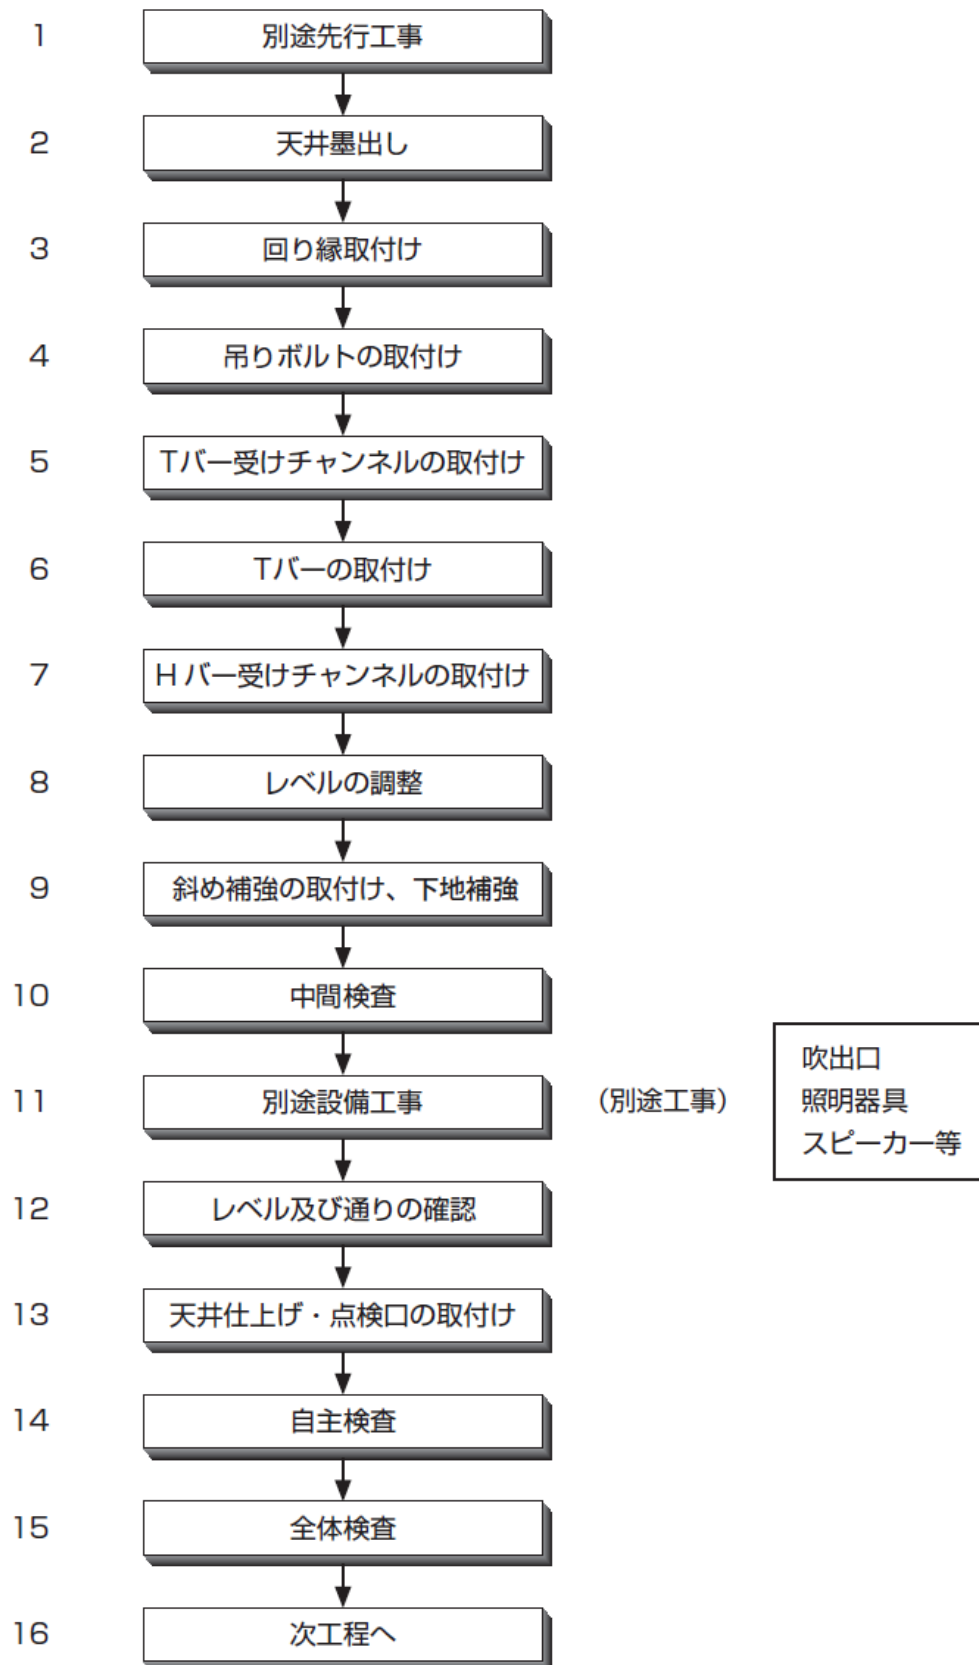 1 別途先行工事
2 天井墨出し
3 回り縁取付け
4 吊りボルトの取付け
5 Tバー受けチャンネルの取付け
6 Tバーの取付け
7 H バー受けチャンネルの取付け
8 レベルの調整
9 斜め補強の取付け、下地補強
10 中間検査
11 別途設備工事 （別途工事）
吹出口
照明器具
スピーカー等
12 レベル及び通りの確認
13 天井仕上げ・点検口の取付け
14 自主検査
15 全体検査
16 次工程へ